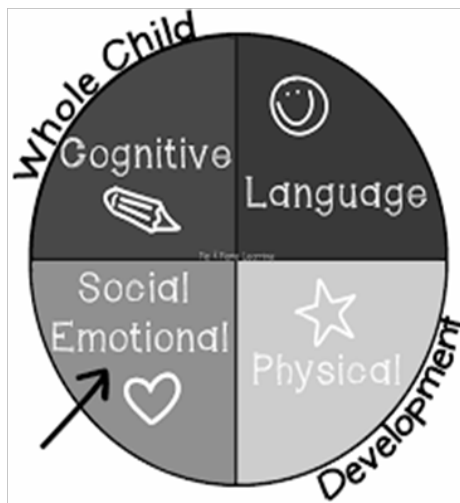 Whole Child
Cognitive
Language
Social
Emotional
Physical
Development